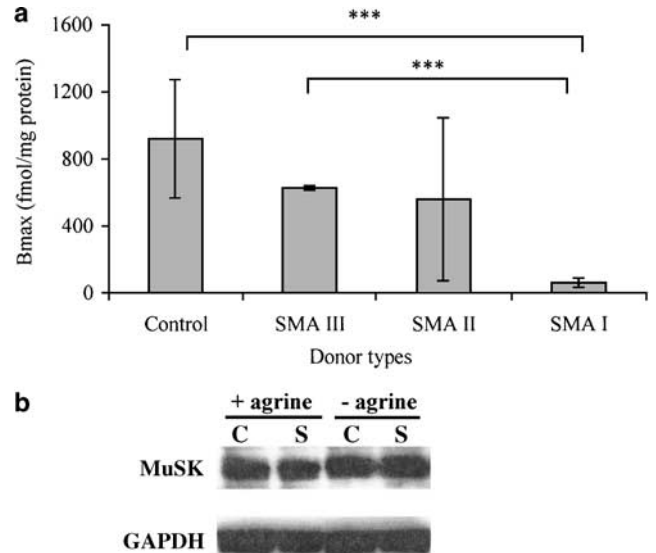 a
***
***
1600
1200
800
400
0
Bmax (fmol/mg protein)
Control SMA III SMA II SMA I
Donor types
b
+ agrine - agrine
C S C S
MuSK
GAPDH